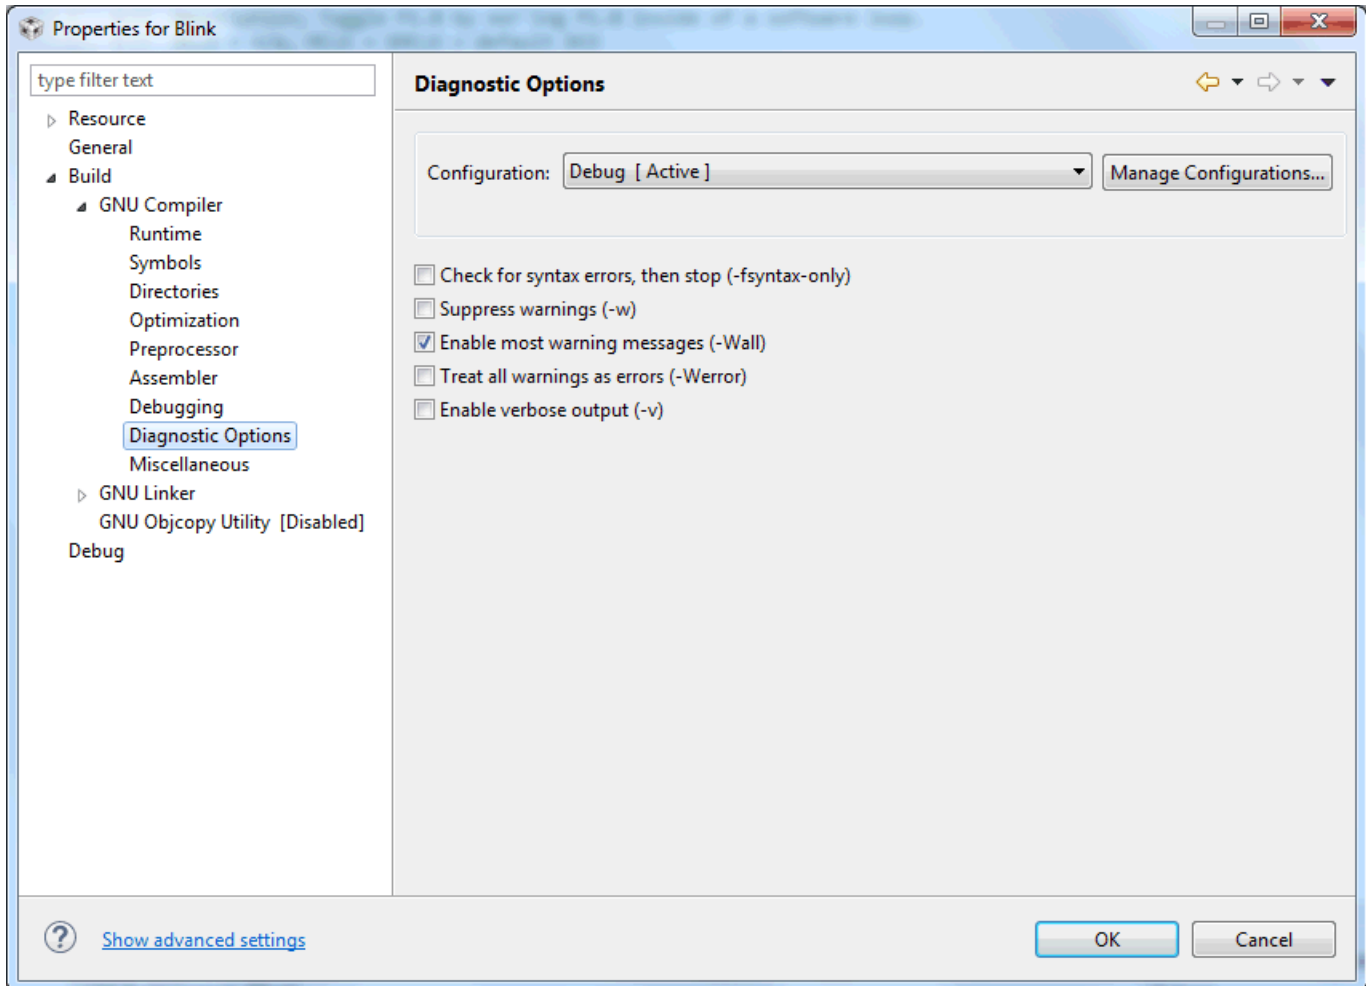 Properties for Blink
type filter text
Resource
General
Build
GNU Compiler
Runtime
Symbols
Directories
Optimization
Preprocessor
Assembler
Debugging
Diagnostic Options
Miscellaneous
GNU Linker
GNU Objcopy Utility [Disabled]
Debug
Diagnostic Options
Configuration: Debug [ Active ] Manage Configurations...
Check for syntax errors, then stop (-fsyntax-only)
Suppress warnings (-w)
Enable most warning messages (-Wall)
Treat all warnings as errors (-Werror)
Enable verbose output (-v)
Show advanced settings
OK Cancel